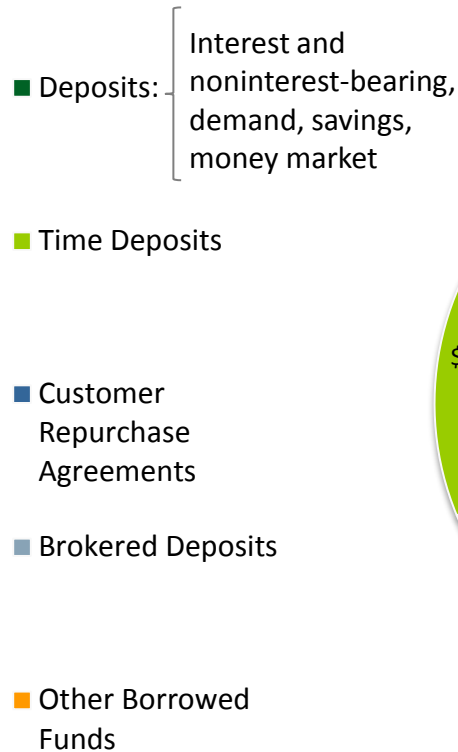 Deposits:
Interest and
noninterest-bearing,
demand, savings,
money market
Time Deposits
$
Customer
Repurchase
Agreements
Brokered Deposits
Other Borrowed
Funds